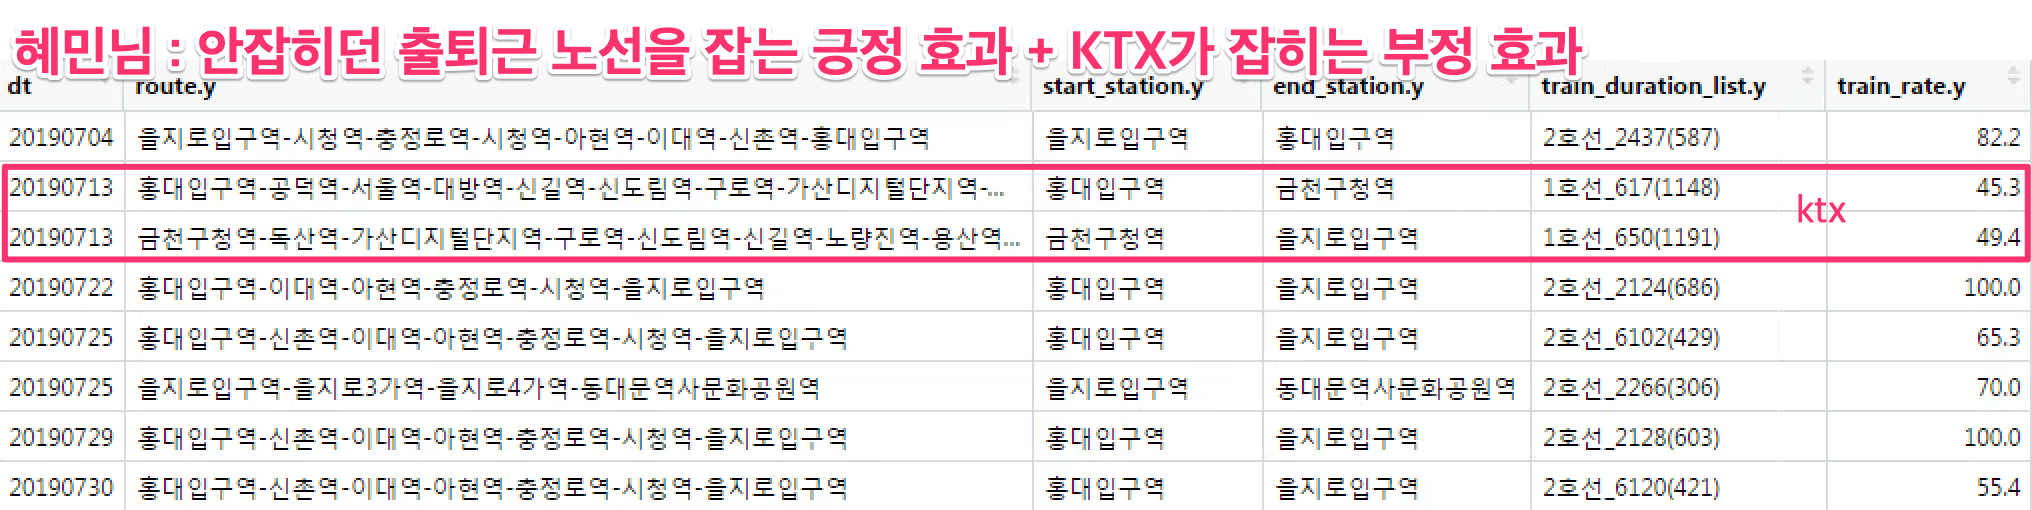 혜민님 : 안잡히던 출퇴근 노선을 잡는 긍정 효과 + KTX가 잡히는 부정 효과
dt route.y start_station.y end_station.y train_duration_list.y train_rate.y
20190704 을지로입구역-시청역-충정로역-시청역-아현역-이대역-신촌역-홍대입구역 을지로입구역 홍대입구역 2호선_2437(587) 82.2
20190713 홍대입구역-공덕역-서울역-대방역-신길역-신도림역-구로역-가산디지털단지역-... 홍대입구역 금천구청역 1호선_617(1148) 45.3
ktx
20190713 금천구청역-독산역-가산디지털단지역-구로역-신도림역-신길역-노량진역-용산역... 금천구청역 을지로입구역 1호선_650(1191) 49.4
20190722 홍대입구역-이대역-아현역-충정로역-시청역-을지로입구역 홍대입구역 을지로입구역 2호선_2124(686) 100.0
20190725 홍대입구역-신촌역-이대역-아현역-충정로역-시청역-을지로입구역 홍대입구역 을지로입구역 2호선_6102(429) 65.3
20190725 을지로입구역-을지로3가역-을지로4가역-동대문역사문화공원역 을지로입구역 동대문역사문화공원역 2호선_2266(306) 70.0
20190729 홍대입구역-신촌역-이대역-아현역-충정로역-시청역-을지로입구역 홍대입구역 을지로입구역 2호선_2128(603) 100.0
20190730 홍대입구역-신촌역-이대역-아현역-충정로역-시청역-을지로입구역 홍대입구역 을지로입구역 2호선_6120(421) 55.4